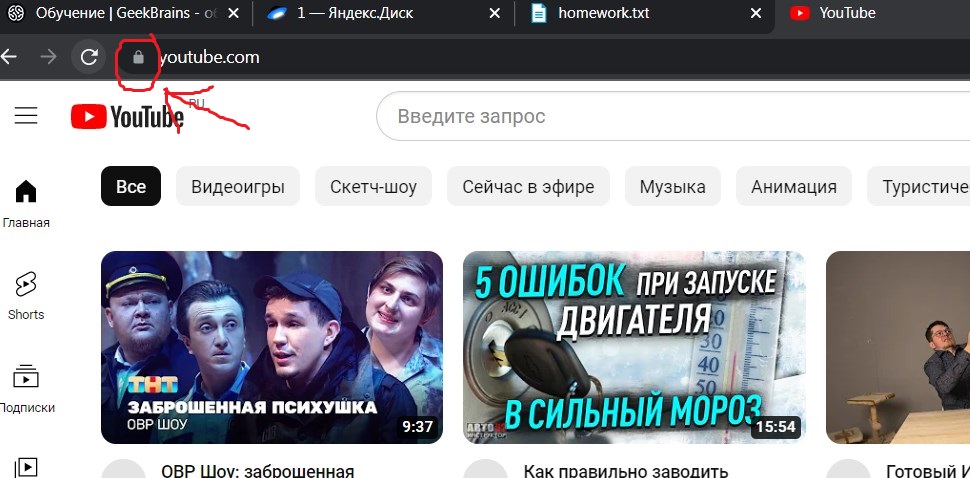 Обучение | GeekBrains - об
1 — Яндекс.Диск
homework.txt
YouTube
youtube.com
YouTube
RU
Введите запрос
Все
Видеоигры
Скетч-шоу
Сейчас в эфире
Музыка
Анимация
Туристиче
Главная
Shorts
Подписки
ТНТ
ЗАБРОШЕННАЯ ПСИХУШКА
ОВР ШОУ
9:37
5 ОШИБОК ПРИ ЗАПУСКЕ
ДВИГАТЕЛЯ
ACC
30
40
50
В СИЛЬНЫЙ МОРОЗ
15:54
ОВР Шоу: заброшенная
Как правильно заводить
Готовый И